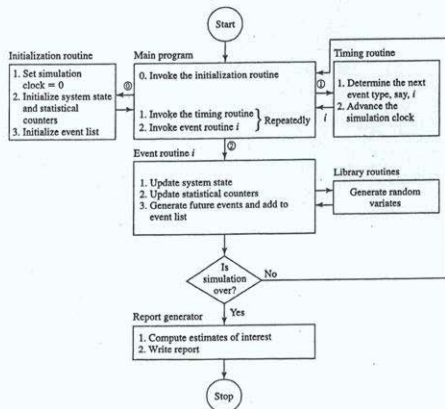 Start
Initialization routine
1. Set simulation
clock = 0
2. Initialize system state
and statistical
counters
3. Initialize event list
⓪
Main program
0. Invoke the initialization routine
1. Invoke the timing routine
2. Invoke event routine i
Repeatedly
①
i
Timing routine
1. Determine the next
event type, say, i
2. Advance the
simulation clock
②
Event routine i
1. Update system state
2. Update statistical counters
3. Generate future events and add to
event list
Library routines
Generate random
variates
Is
simulation
over?
No
Yes
Report generator
1. Compute estimates of interest
2. Write report
Stop